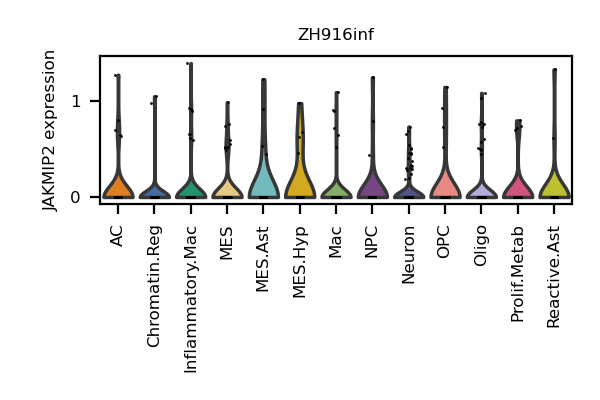 ZH916inf
JAKMIP2 expression
1
0
AC
Chromatin.Reg
Inflammatory.Mac
MES
MES.Ast
MES.Hyp
Mac
NPC
Neuron
OPC
Oligo
Prolif.Metab
Reactive.Ast